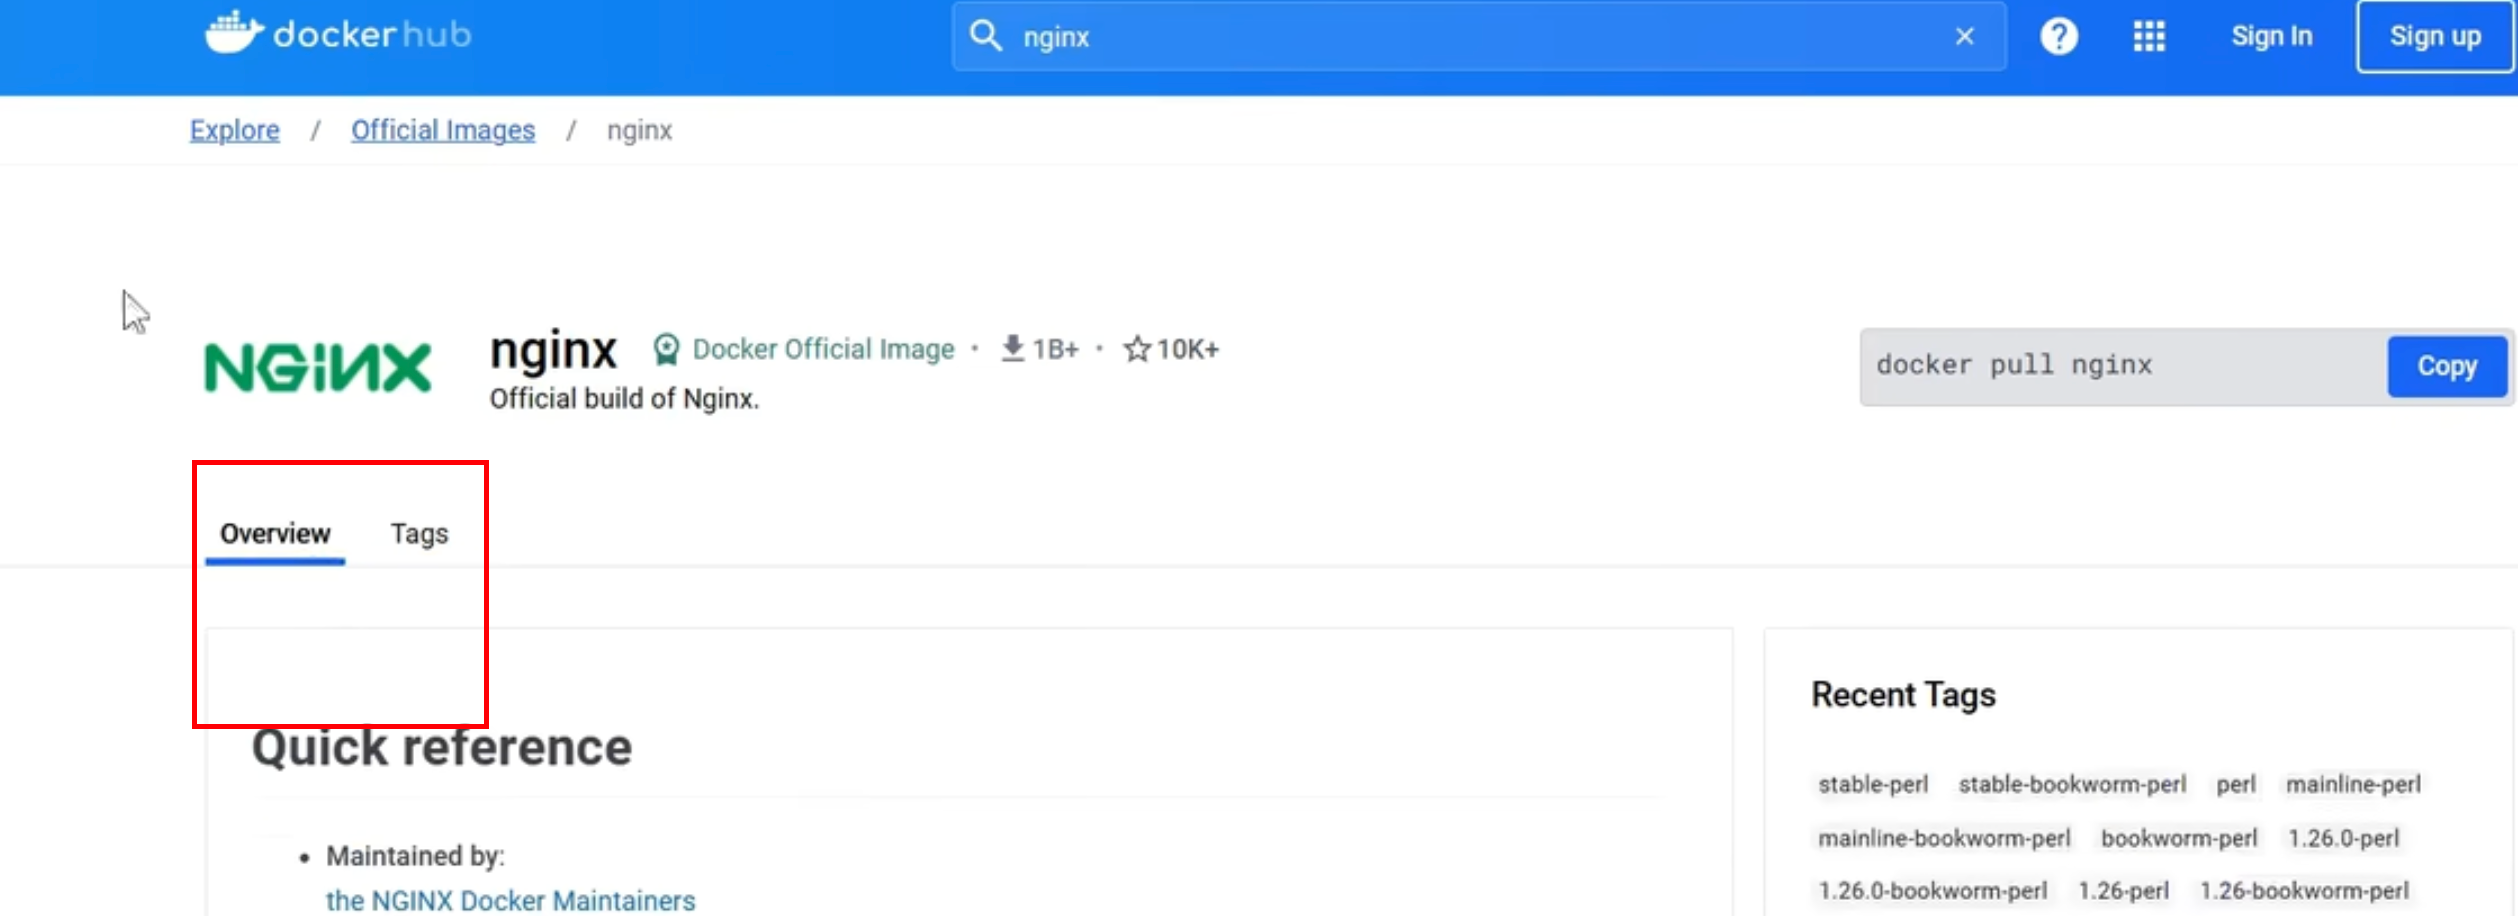 docker hub
nginx
Sign In
Sign up
Explore / Official Images / nginx
NGINX
nginx Docker Official Image · 1B+ · 10K+
Official build of Nginx.
docker pull nginx
Copy
Overview Tags
Quick reference
• Maintained by:
the NGINX Docker Maintainers
Recent Tags
stable-perl stable-bookworm-perl perl mainline-perl
mainline-bookworm-perl bookworm-perl 1.26.0-perl
1.26.0-bookworm-perl 1.26-perl 1.26-bookworm-perl